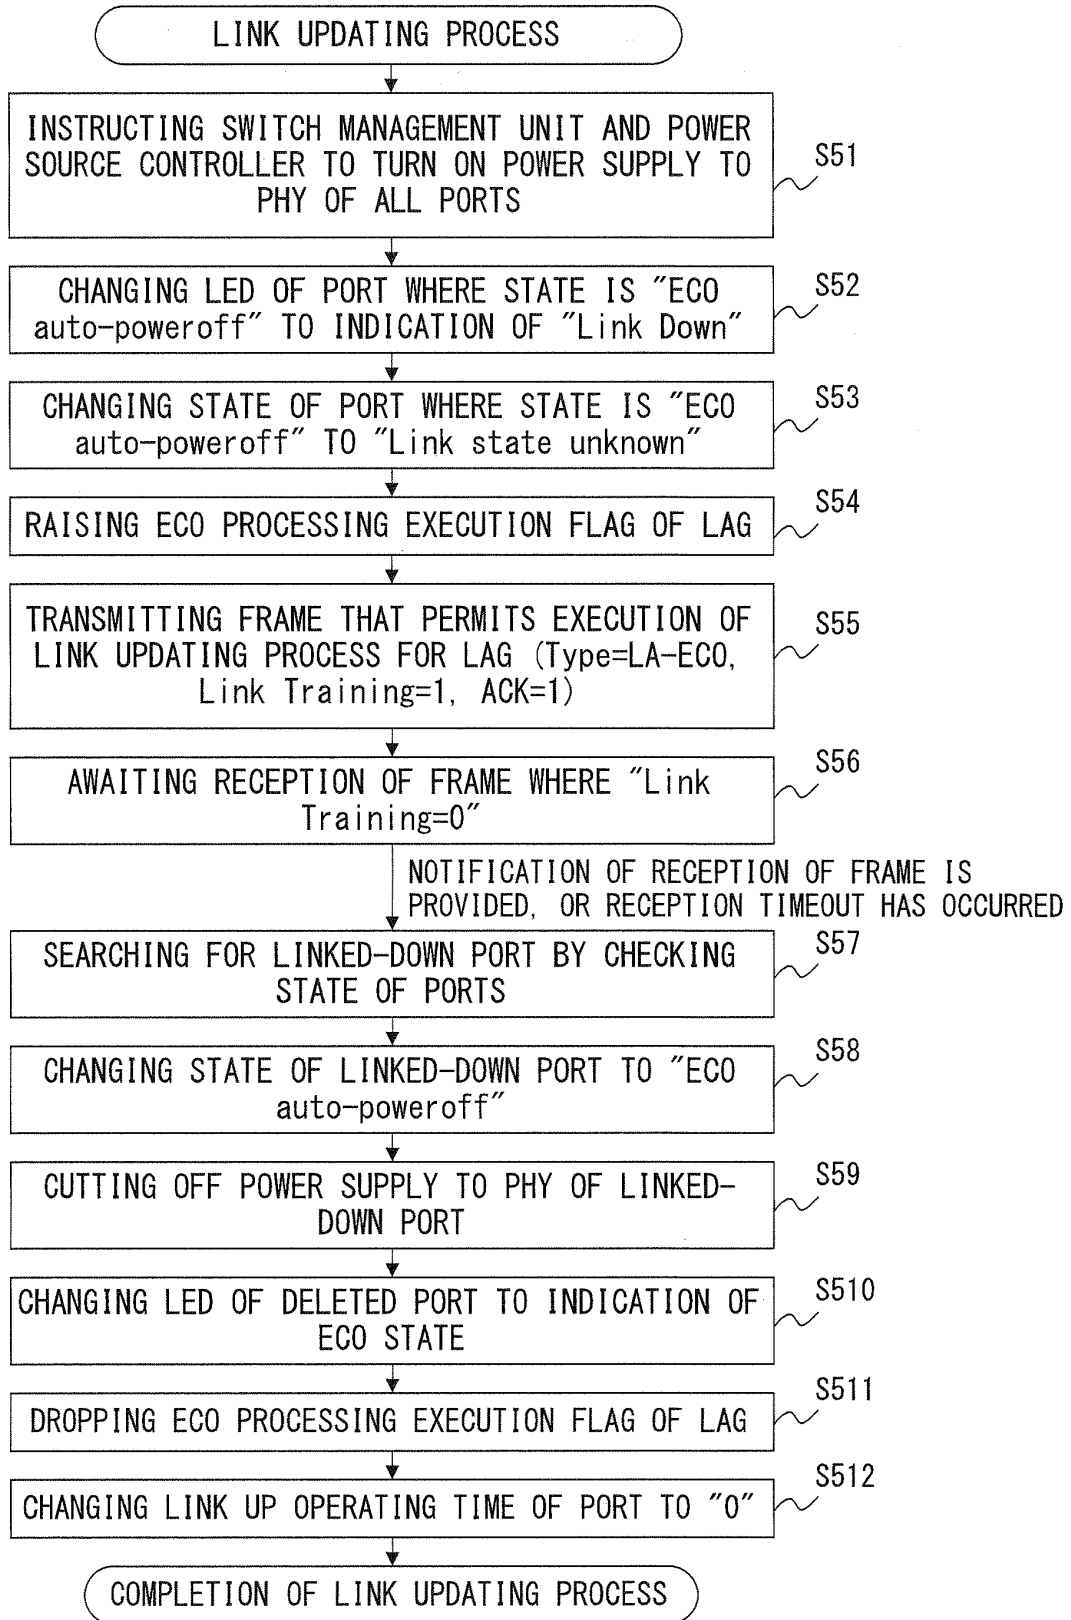 LINK UPDATING PROCESS
INSTRUCTING SWITCH MANAGEMENT UNIT AND POWER
SOURCE CONTROLLER TO TURN ON POWER SUPPLY TO
PHY OF ALL PORTS
S51
CHANGING LED OF PORT WHERE STATE IS "ECO
auto-poweroff" TO INDICATION OF "Link Down"
S52
CHANGING STATE OF PORT WHERE STATE IS "ECO
auto-poweroff" TO "Link state unknown"
S53
RAISING ECO PROCESSING EXECUTION FLAG OF LAG
S54
TRANSMITTING FRAME THAT PERMITS EXECUTION OF
LINK UPDATING PROCESS FOR LAG (Type=LA-ECO,
Link Training=1, ACK=1)
S55
AWAITING RECEPTION OF FRAME WHERE "Link
Training=0"
S56
NOTIFICATION OF RECEPTION OF FRAME IS
PROVIDED, OR RECEPTION TIMEOUT HAS OCCURRED
SEARCHING FOR LINKED-DOWN PORT BY CHECKING
STATE OF PORTS
S57
CHANGING STATE OF LINKED-DOWN PORT TO "ECO
auto-poweroff"
S58
CUTTING OFF POWER SUPPLY TO PHY OF LINKED-
DOWN PORT
S59
CHANGING LED OF DELETED PORT TO INDICATION OF
ECO STATE
S510
DROPPING ECO PROCESSING EXECUTION FLAG OF LAG
S511
CHANGING LINK UP OPERATING TIME OF PORT TO "0"
S512
COMPLETION OF LINK UPDATING PROCESS